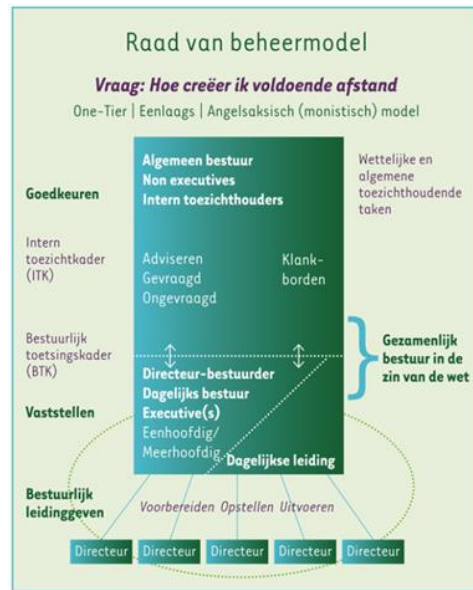 Raad van beheermodel
Vraag: Hoe creëer ik voldoende afstand
One-Tier | Eenlaags | Angelsaksisch (monistisch) model
Algemeen bestuur
Non executives
Intern toezichthouders
Goedkeuren
Wettelijke en
algemene
toezichthoudende
taken
Intern
toezichtkader
(ITK)
Adviseren
Gevraagd
Ongevraagd
Klank-
borden
Bestuurlijk
toetsingskader
(BTK)
Gezamenlijk
bestuur in de
zin van de wet
Directeur-bestuurder
Dagelijks bestuur
Executive(s)
Eenhoofdig/
Meerhoofdig
Vaststellen
Dagelijkse leiding
Bestuurlijk
leidinggeven
Voorbereiden Opstellen Uitvoeren
Directeur Directeur Directeur Directeur Directeur